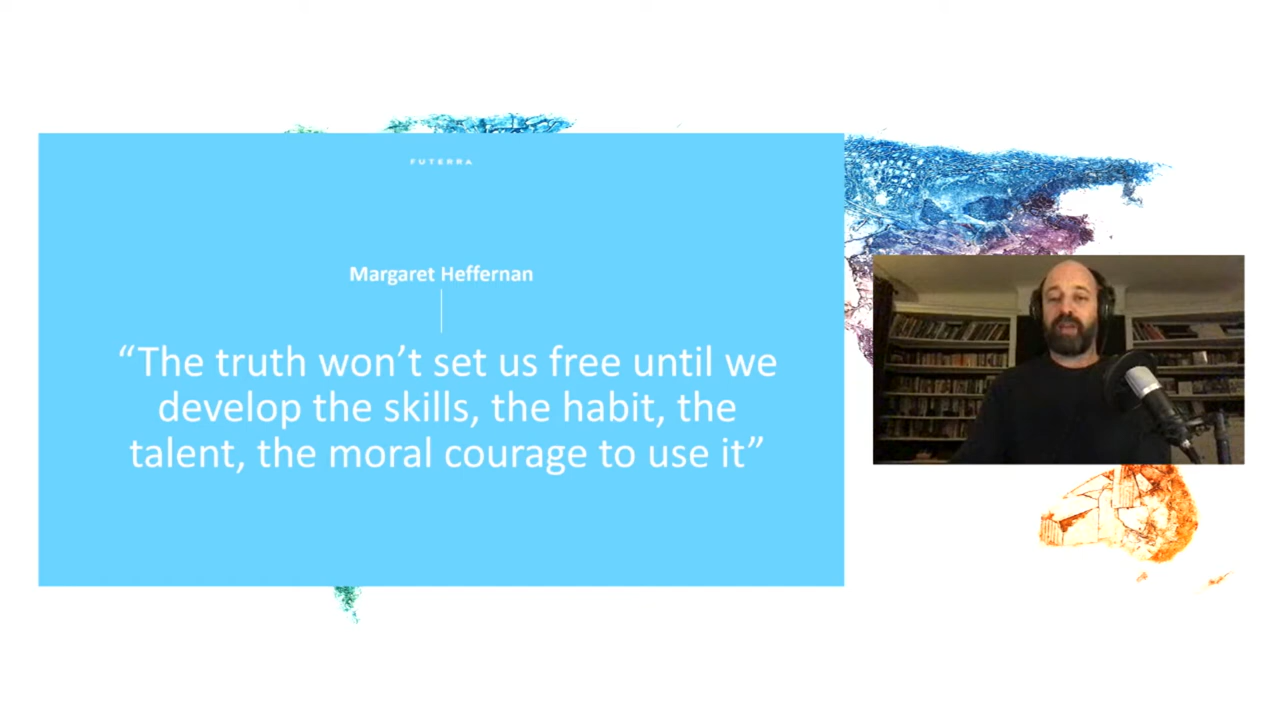 FUTERRA
Margaret Heffernan
“The truth won’t set us free until we
develop the skills, the habit, the
talent, the moral courage to use it”